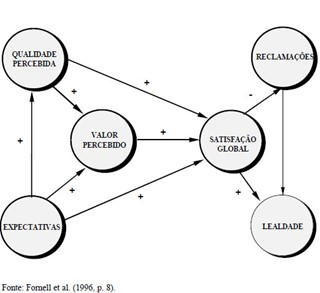 QUALIDADE
PERCEBIDA
RECLAMAÇÕES
+
+
-
+
VALOR
PERCEBIDO
+
SATISFAÇÃO
GLOBAL
+
+
+
EXPECTATIVAS
LEALDADE
Fonte: Fornell et al. (1996, p. 8).